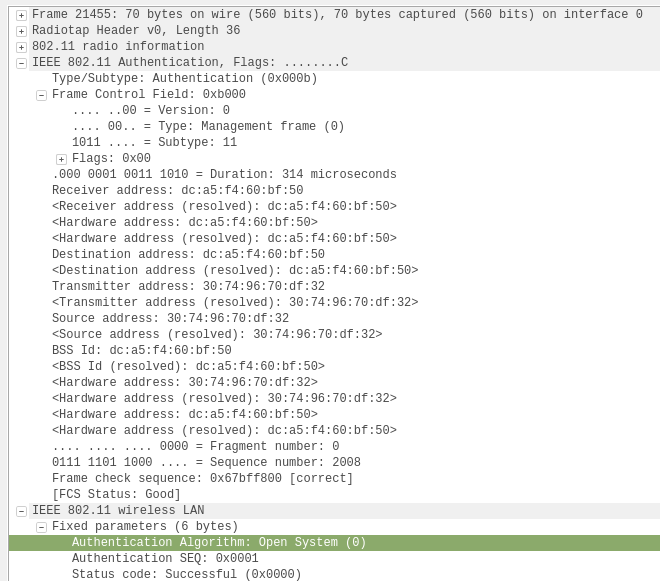 Frame 21455: 70 bytes on wire (560 bits), 70 bytes captured (560 bits) on interface 0
Radiotap Header v0, Length 36
802.11 radio information
IEEE 802.11 Authentication, Flags: ........C
Type/Subtype: Authentication (0x000b)
Frame Control Field: 0xb000
.... ..00 = Version: 0
.... 00.. = Type: Management frame (0)
1011 .... = Subtype: 11
Flags: 0x00
.000 0001 0011 1010 = Duration: 314 microseconds
Receiver address: dc:a5:f4:60:bf:50
<Receiver address (resolved): dc:a5:f4:60:bf:50>
<Hardware address: dc:a5:f4:60:bf:50>
<Hardware address (resolved): dc:a5:f4:60:bf:50>
Destination address: dc:a5:f4:60:bf:50
<Destination address (resolved): dc:a5:f4:60:bf:50>
Transmitter address: 30:74:96:70:df:32
<Transmitter address (resolved): 30:74:96:70:df:32>
Source address: 30:74:96:70:df:32
<Source address (resolved): 30:74:96:70:df:32>
BSS Id: dc:a5:f4:60:bf:50
<BSS Id (resolved): dc:a5:f4:60:bf:50>
<Hardware address: 30:74:96:70:df:32>
<Hardware address (resolved): 30:74:96:70:df:32>
<Hardware address: dc:a5:f4:60:bf:50>
<Hardware address (resolved): dc:a5:f4:60:bf:50>
.... .... .... 0000 = Fragment number: 0
0111 1101 1000 .... = Sequence number: 2008
Frame check sequence: 0x67bff800 [correct]
[FCS Status: Good]
IEEE 802.11 wireless LAN
Fixed parameters (6 bytes)
Authentication Algorithm: Open System (0)
Authentication SEQ: 0x0001
Status code: Successful (0x0000)